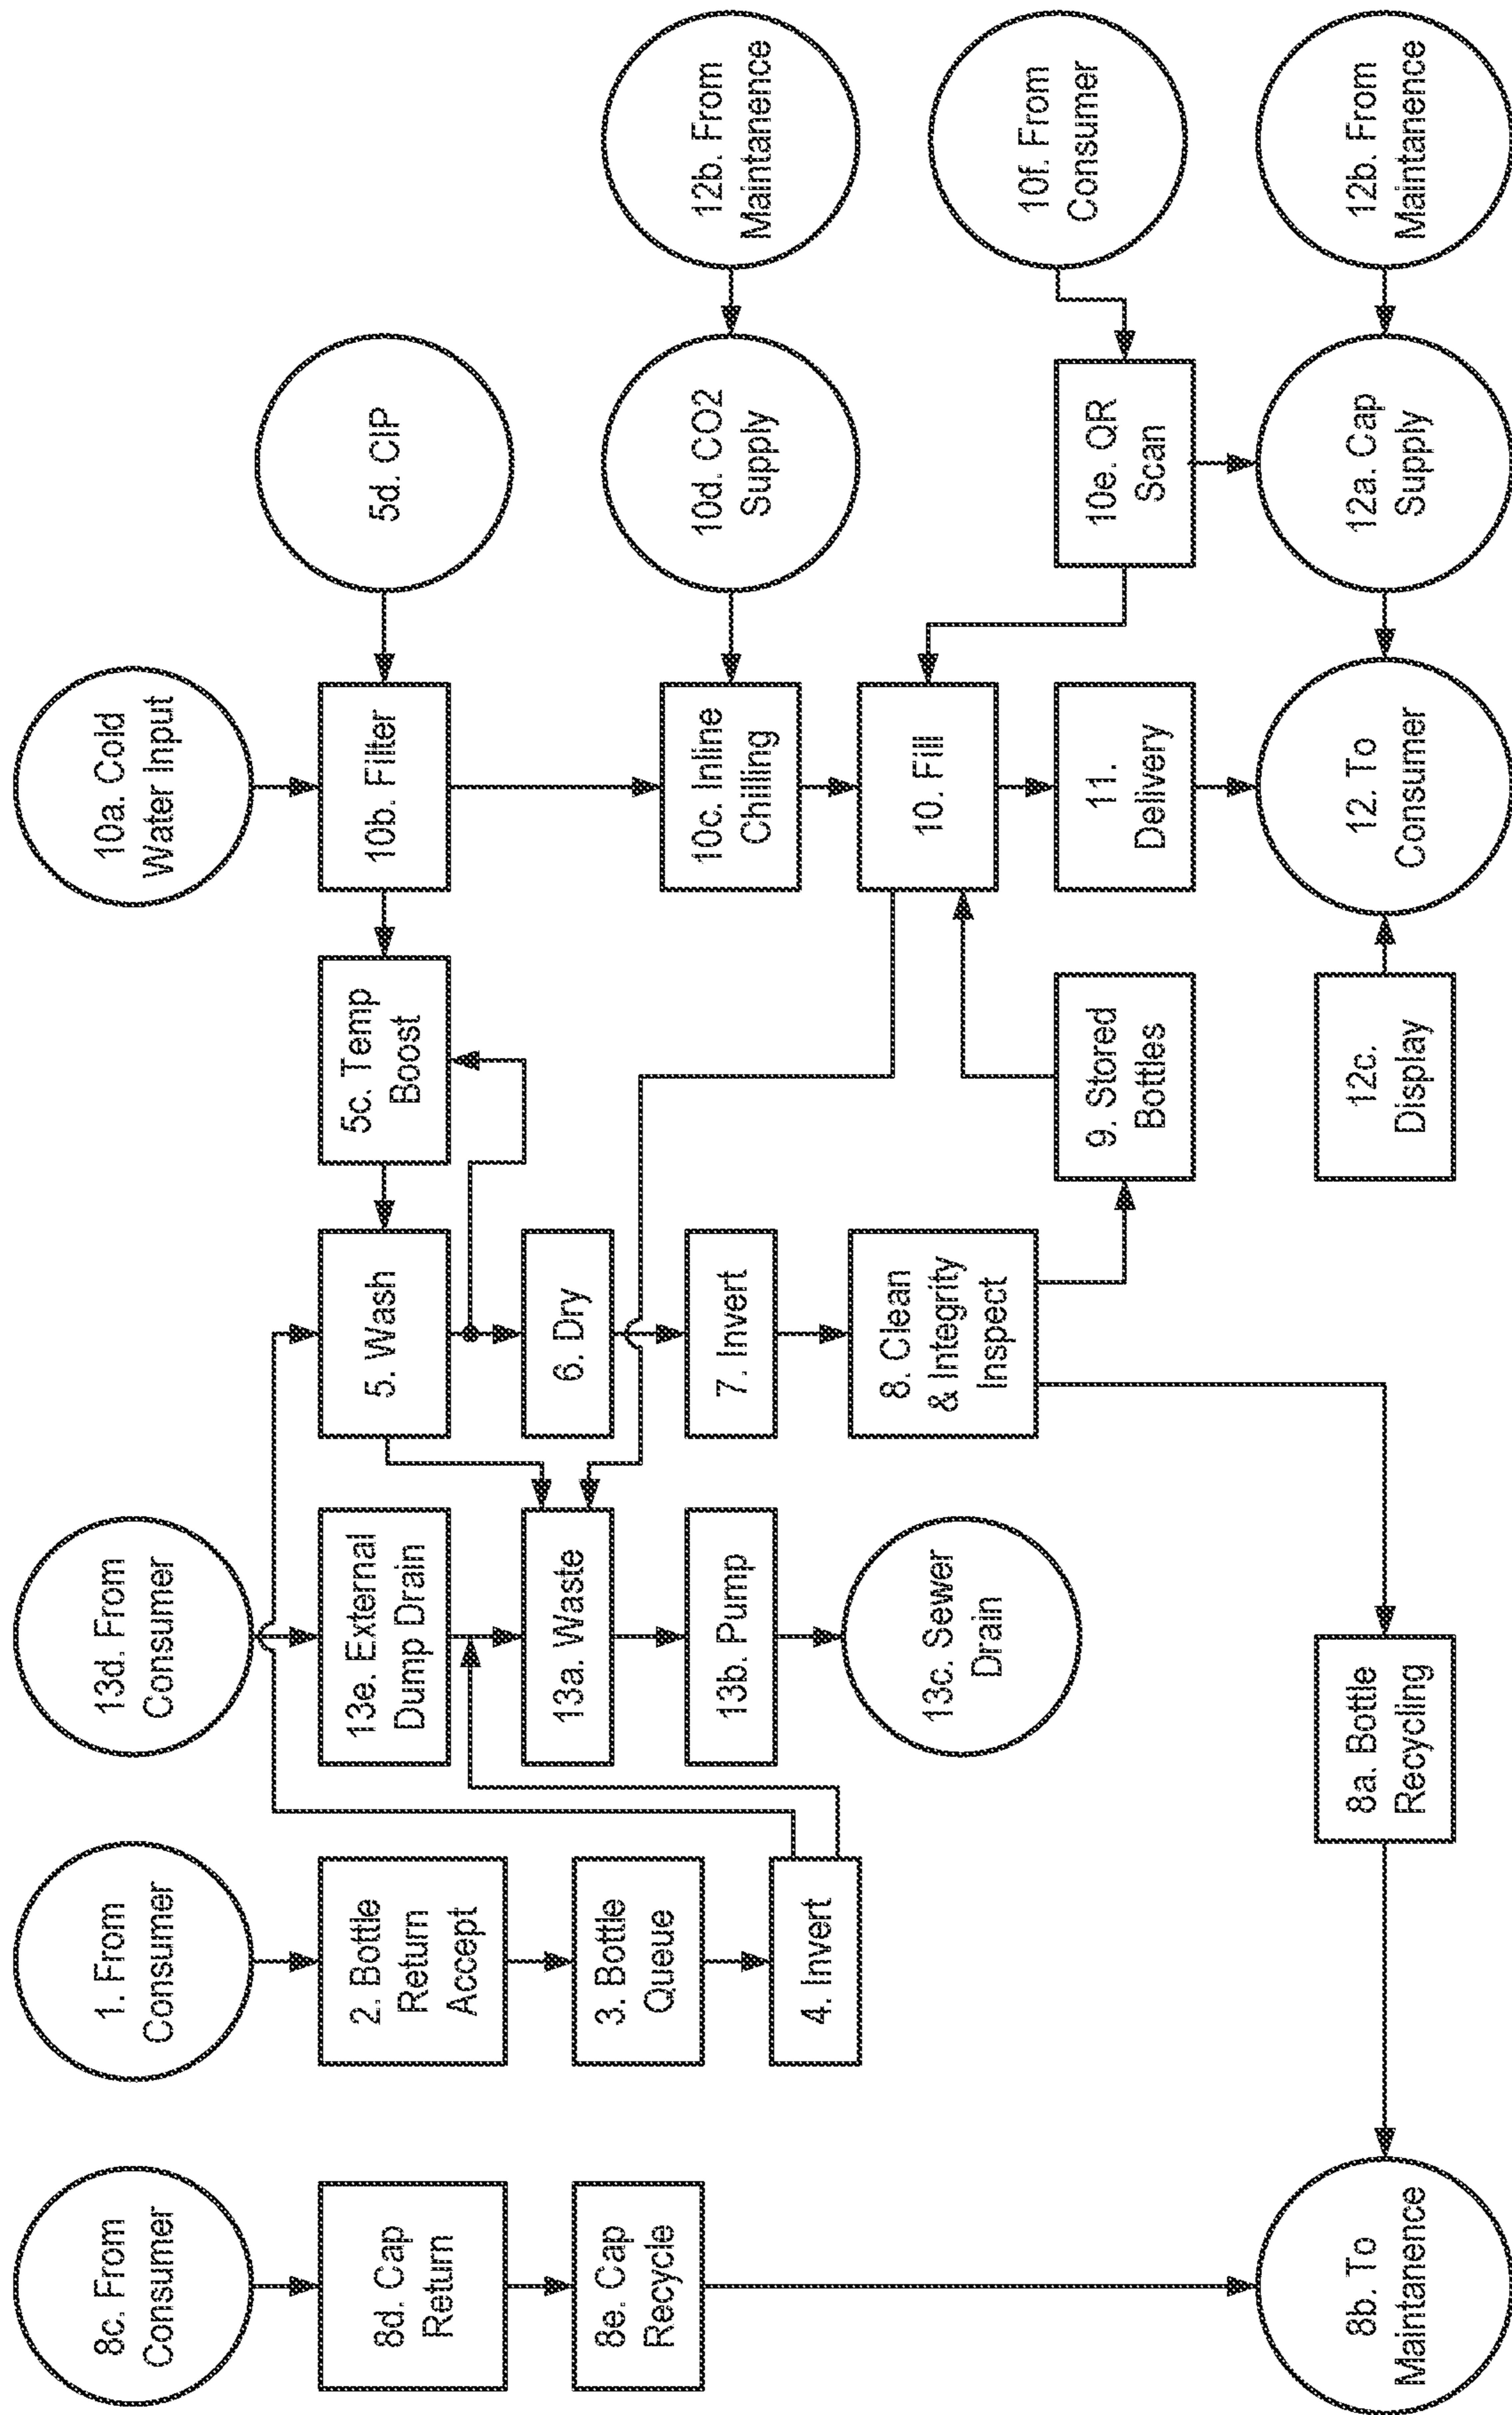 8c. From
Consumer
8d. Cap
Return
8e. Cap
Recycle
8b. To
Maintanence
1. From
Consumer
2. Bottle
Return
Accept
3. Bottle
Queue
4. Invert
13d. From
Consumer
13e. External
Dump Drain
13a. Waste
13b. Pump
13c. Sewer
Drain
8a. Bottle
Recycling
5. Wash
6. Dry
7. Invert
8. Clean
& Integrity
Inspect
5c. Temp
Boost
9. Stored
Bottles
12c.
Display
10a. Cold
Water Input
10b. Filter
10c. Inline
Chilling
10. Fill
11.
Delivery
12. To
Consumer
5d. CIP
10d. CO2
Supply
10e. QR
Scan
12a. Cap
Supply
12b. From
Maintanence
10f. From
Consumer
12b. From
Maintanence